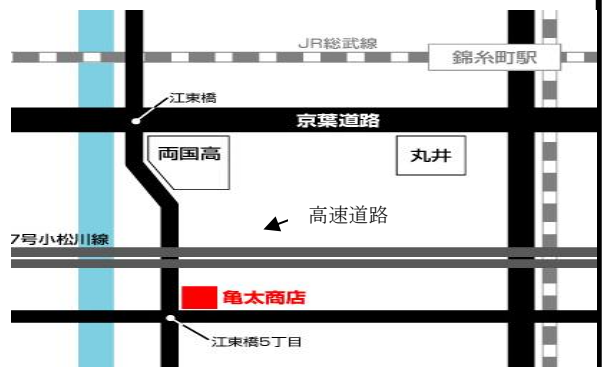 JR総武線
錦糸町駅
江東橋
京葉道路
両国高
丸井
高速道路
7号小松川線
亀太商店
江東橋5丁目